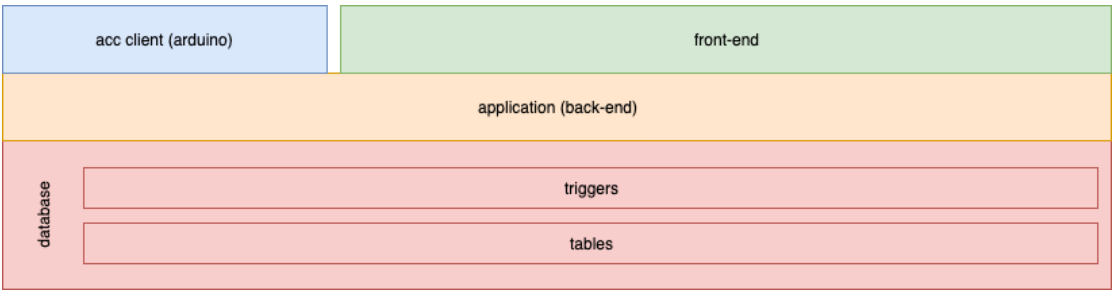 acc client (arduino)
front-end
application (back-end)
database
triggers
tables